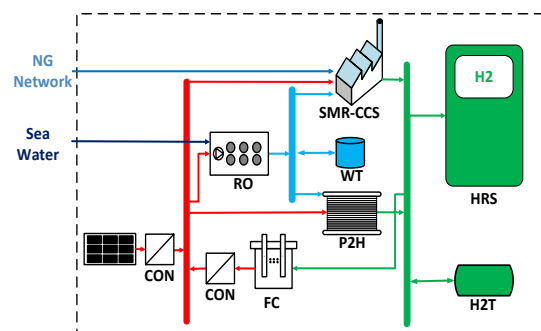 NG
Network
H2
SMR-CCS
Sea
Water
RO
WT
HRS
P2H
CON
CON
FC
H2T